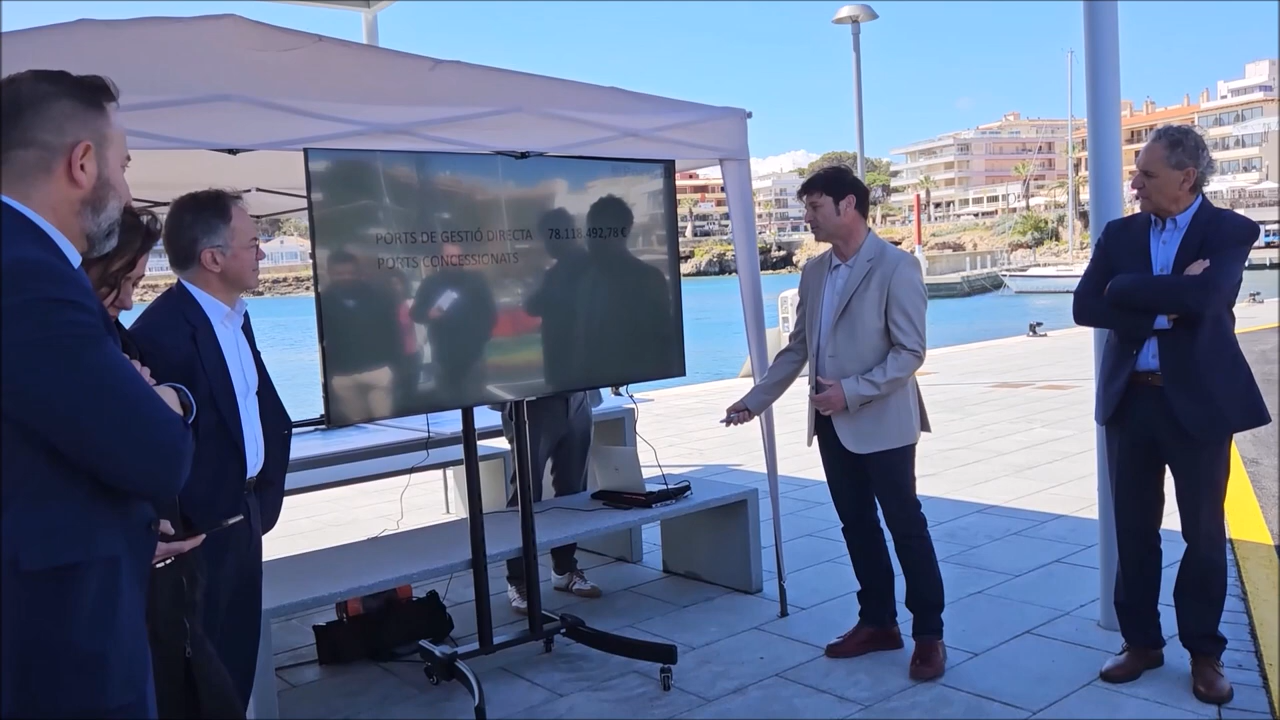 PORTS DE GESTIÓ DIRECTA 78.118.492,78 €
PORTS CONCESSIONATS